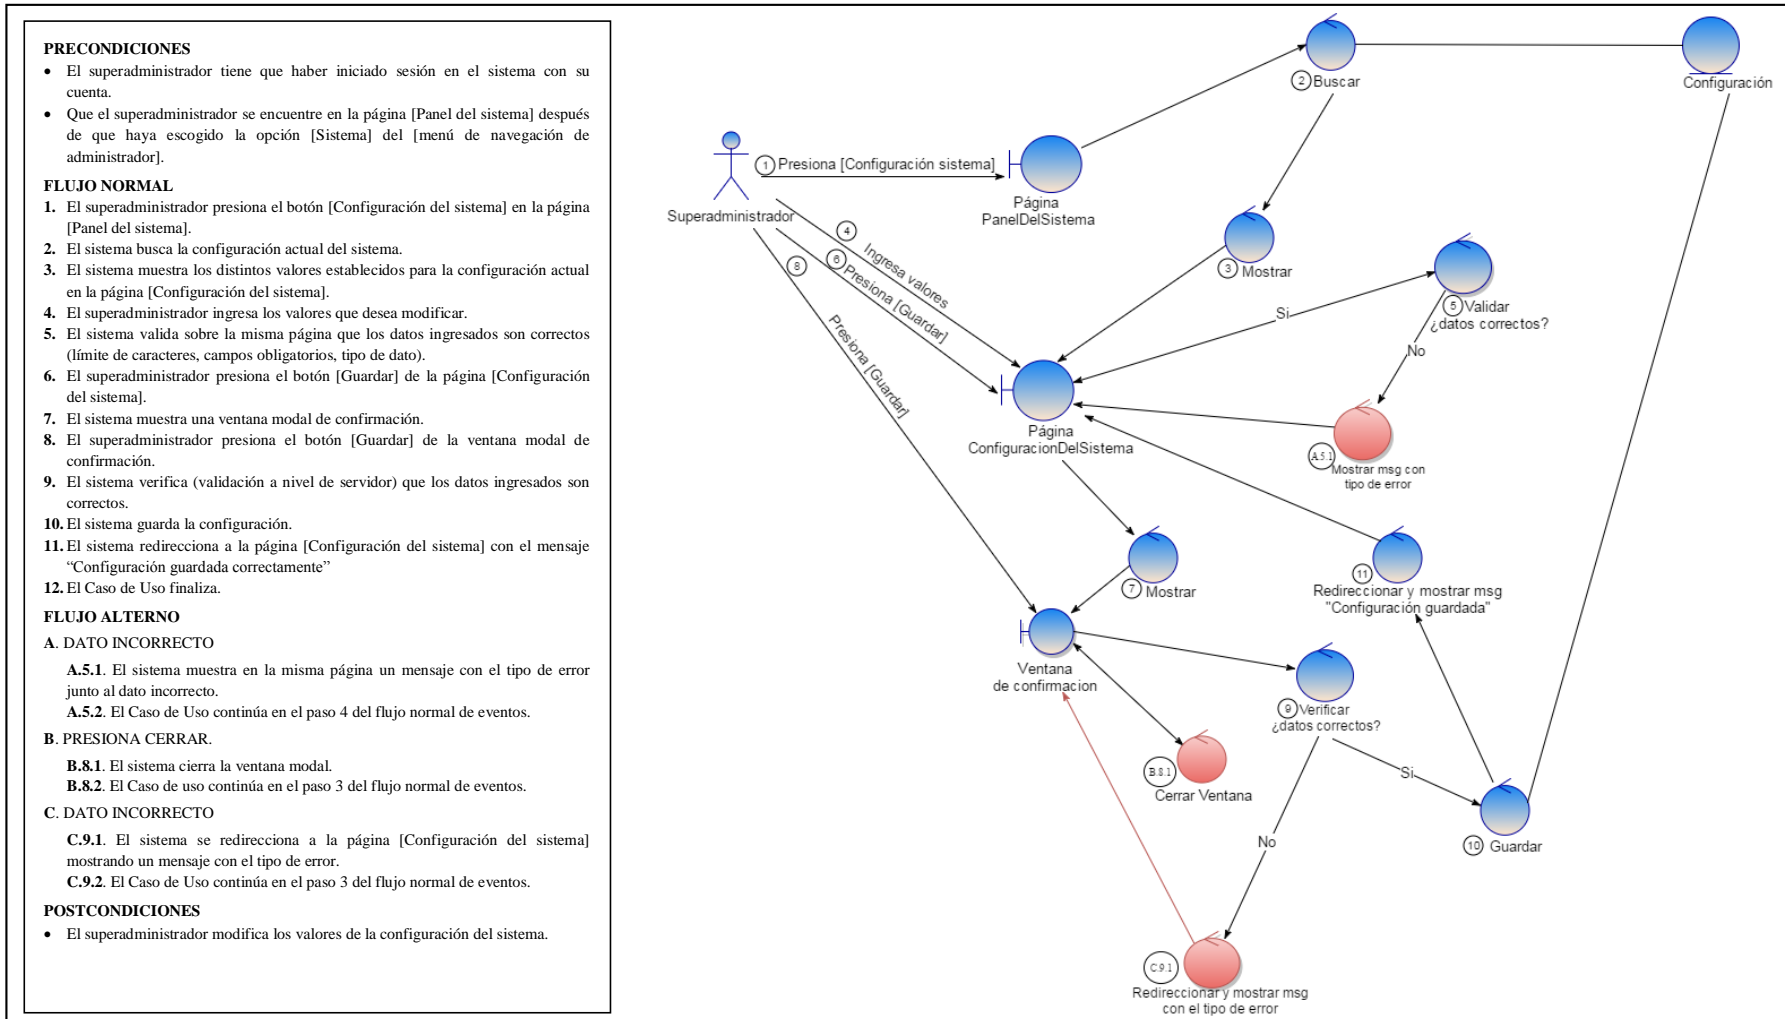 PRECONDICIONES
• El superadministrador tiene que haber iniciado sesión en el sistema con su
cuenta.
• Que el superadministrador se encuentre en la página [Panel del sistema] después
de que haya escogido la opción [Sistema] del [menú de navegación de
administrador].
FLUJO NORMAL
1. El superadministrador presiona el botón [Configuración del sistema] en la página
[Panel del sistema].
2. El sistema busca la configuración actual del sistema.
3. El sistema muestra los distintos valores establecidos para la configuración actual
en la página [Configuración del sistema].
4. El superadministrador ingresa los valores que desea modificar.
5. El sistema valida sobre la misma página que los datos ingresados son correctos
(límite de caracteres, campos obligatorios, tipo de dato).
6. El superadministrador presiona el botón [Guardar] de la página [Configuración
del sistema].
7. El sistema muestra una ventana modal de confirmación.
8. El superadministrador presiona el botón [Guardar] de la ventana modal de
confirmación.
9. El sistema verifica (validación a nivel de servidor) que los datos ingresados son
correctos.
10. El sistema guarda la configuración.
11. El sistema redirecciona a la página [Configuración del sistema] con el mensaje
“Configuración guardada correctamente”
12. El Caso de Uso finaliza.
FLUJO ALTERNO
A. DATO INCORRECTO
A.5.1. El sistema muestra en la misma página un mensaje con el tipo de error
junto al dato incorrecto.
A.5.2. El Caso de Uso continúa en el paso 4 del flujo normal de eventos.
B. PRESIONA CERRAR.
B.8.1. El sistema cierra la ventana modal.
B.8.2. El Caso de uso continúa en el paso 3 del flujo normal de eventos.
C. DATO INCORRECTO
C.9.1. El sistema se redirecciona a la página [Configuración del sistema]
mostrando un mensaje con el tipo de error.
C.9.2. El Caso de Uso continúa en el paso 3 del flujo normal de eventos.
POSTCONDICIONES
• El superadministrador modifica los valores de la configuración del sistema.
2 Buscar
Configuración
1 Presiona [Configuración sistema]
Superadministrador
Página
PanelDelSistema
3 Mostrar
4 Ingresa valores
6 Presiona [Guardar]
8 Presiona [Guardar]
5 Validar
¿datos correctos?
Si
No
Página
ConfiguracionDelSistema
A.5.1
Mostrar msg con
tipo de error
7 Mostrar
11
Redireccionar y mostrar msg
"Configuración guardada"
Ventana
de confirmacion
9 Verificar
¿datos correctos?
B.8.1
Cerrar Ventana
Si
No
10 Guardar
C.9.1
Redireccionar y mostrar msg
con el tipo de error